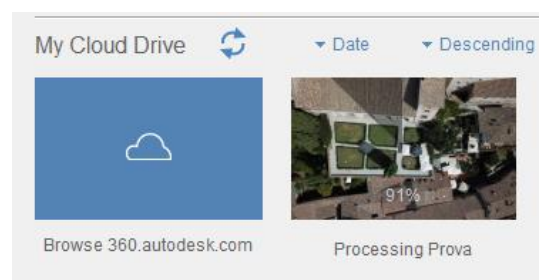 My Cloud Drive
Date
Descending
91%
Browse 360.autodesk.com
Processing Prova